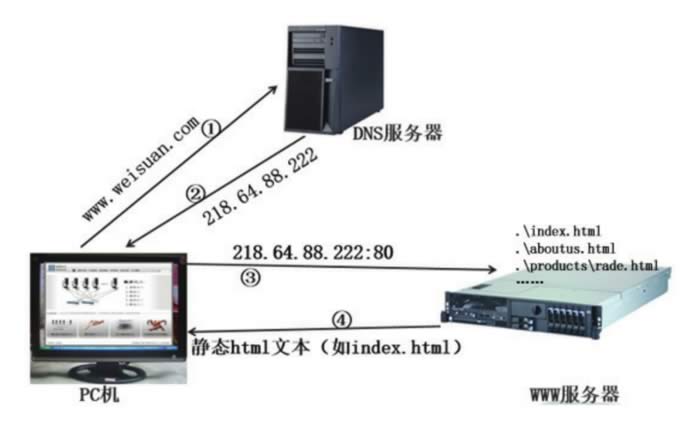 DNS服务器
www.weisuan.com
①
②
218.64.88.222
.\index.html
.\aboutus.html
.\products\rade.html
……
218.64.88.222:80
③
④
静态html文本（如index.html）
PC机
WWW服务器